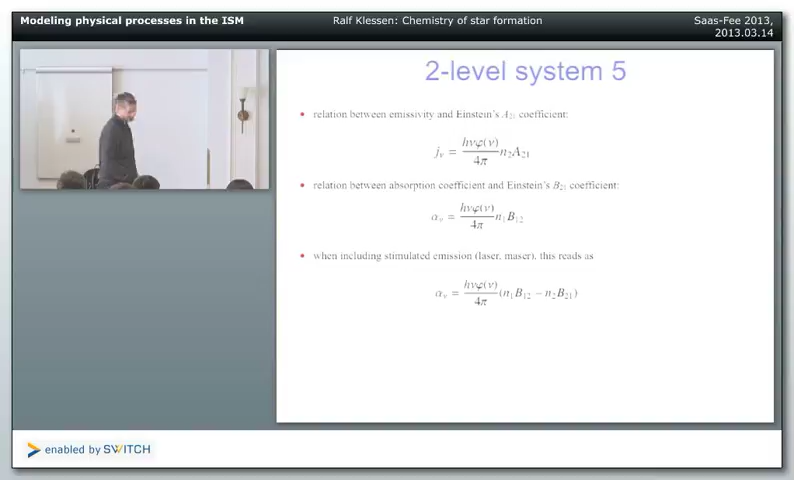 Modeling physical processes in the ISM
Ralf Klessen: Chemistry of star formation
Saas-Fee 2013,
2013.03.14
2-level system 5
• relation between emissivity and Einstein's A₂₁ coefficient:
jᵥ = hνφ(ν)/4π n₂A₂₁
• relation between absorption coefficient and Einstein's B₂₁ coefficient:
αᵥ = hνφ(ν)/4π n₁B₁₂
• when including stimulated emission (laser, maser), this reads as
αᵥ = hνφ(ν)/4π (n₁B₁₂ − n₂B₂₁)
enabled by SWITCH